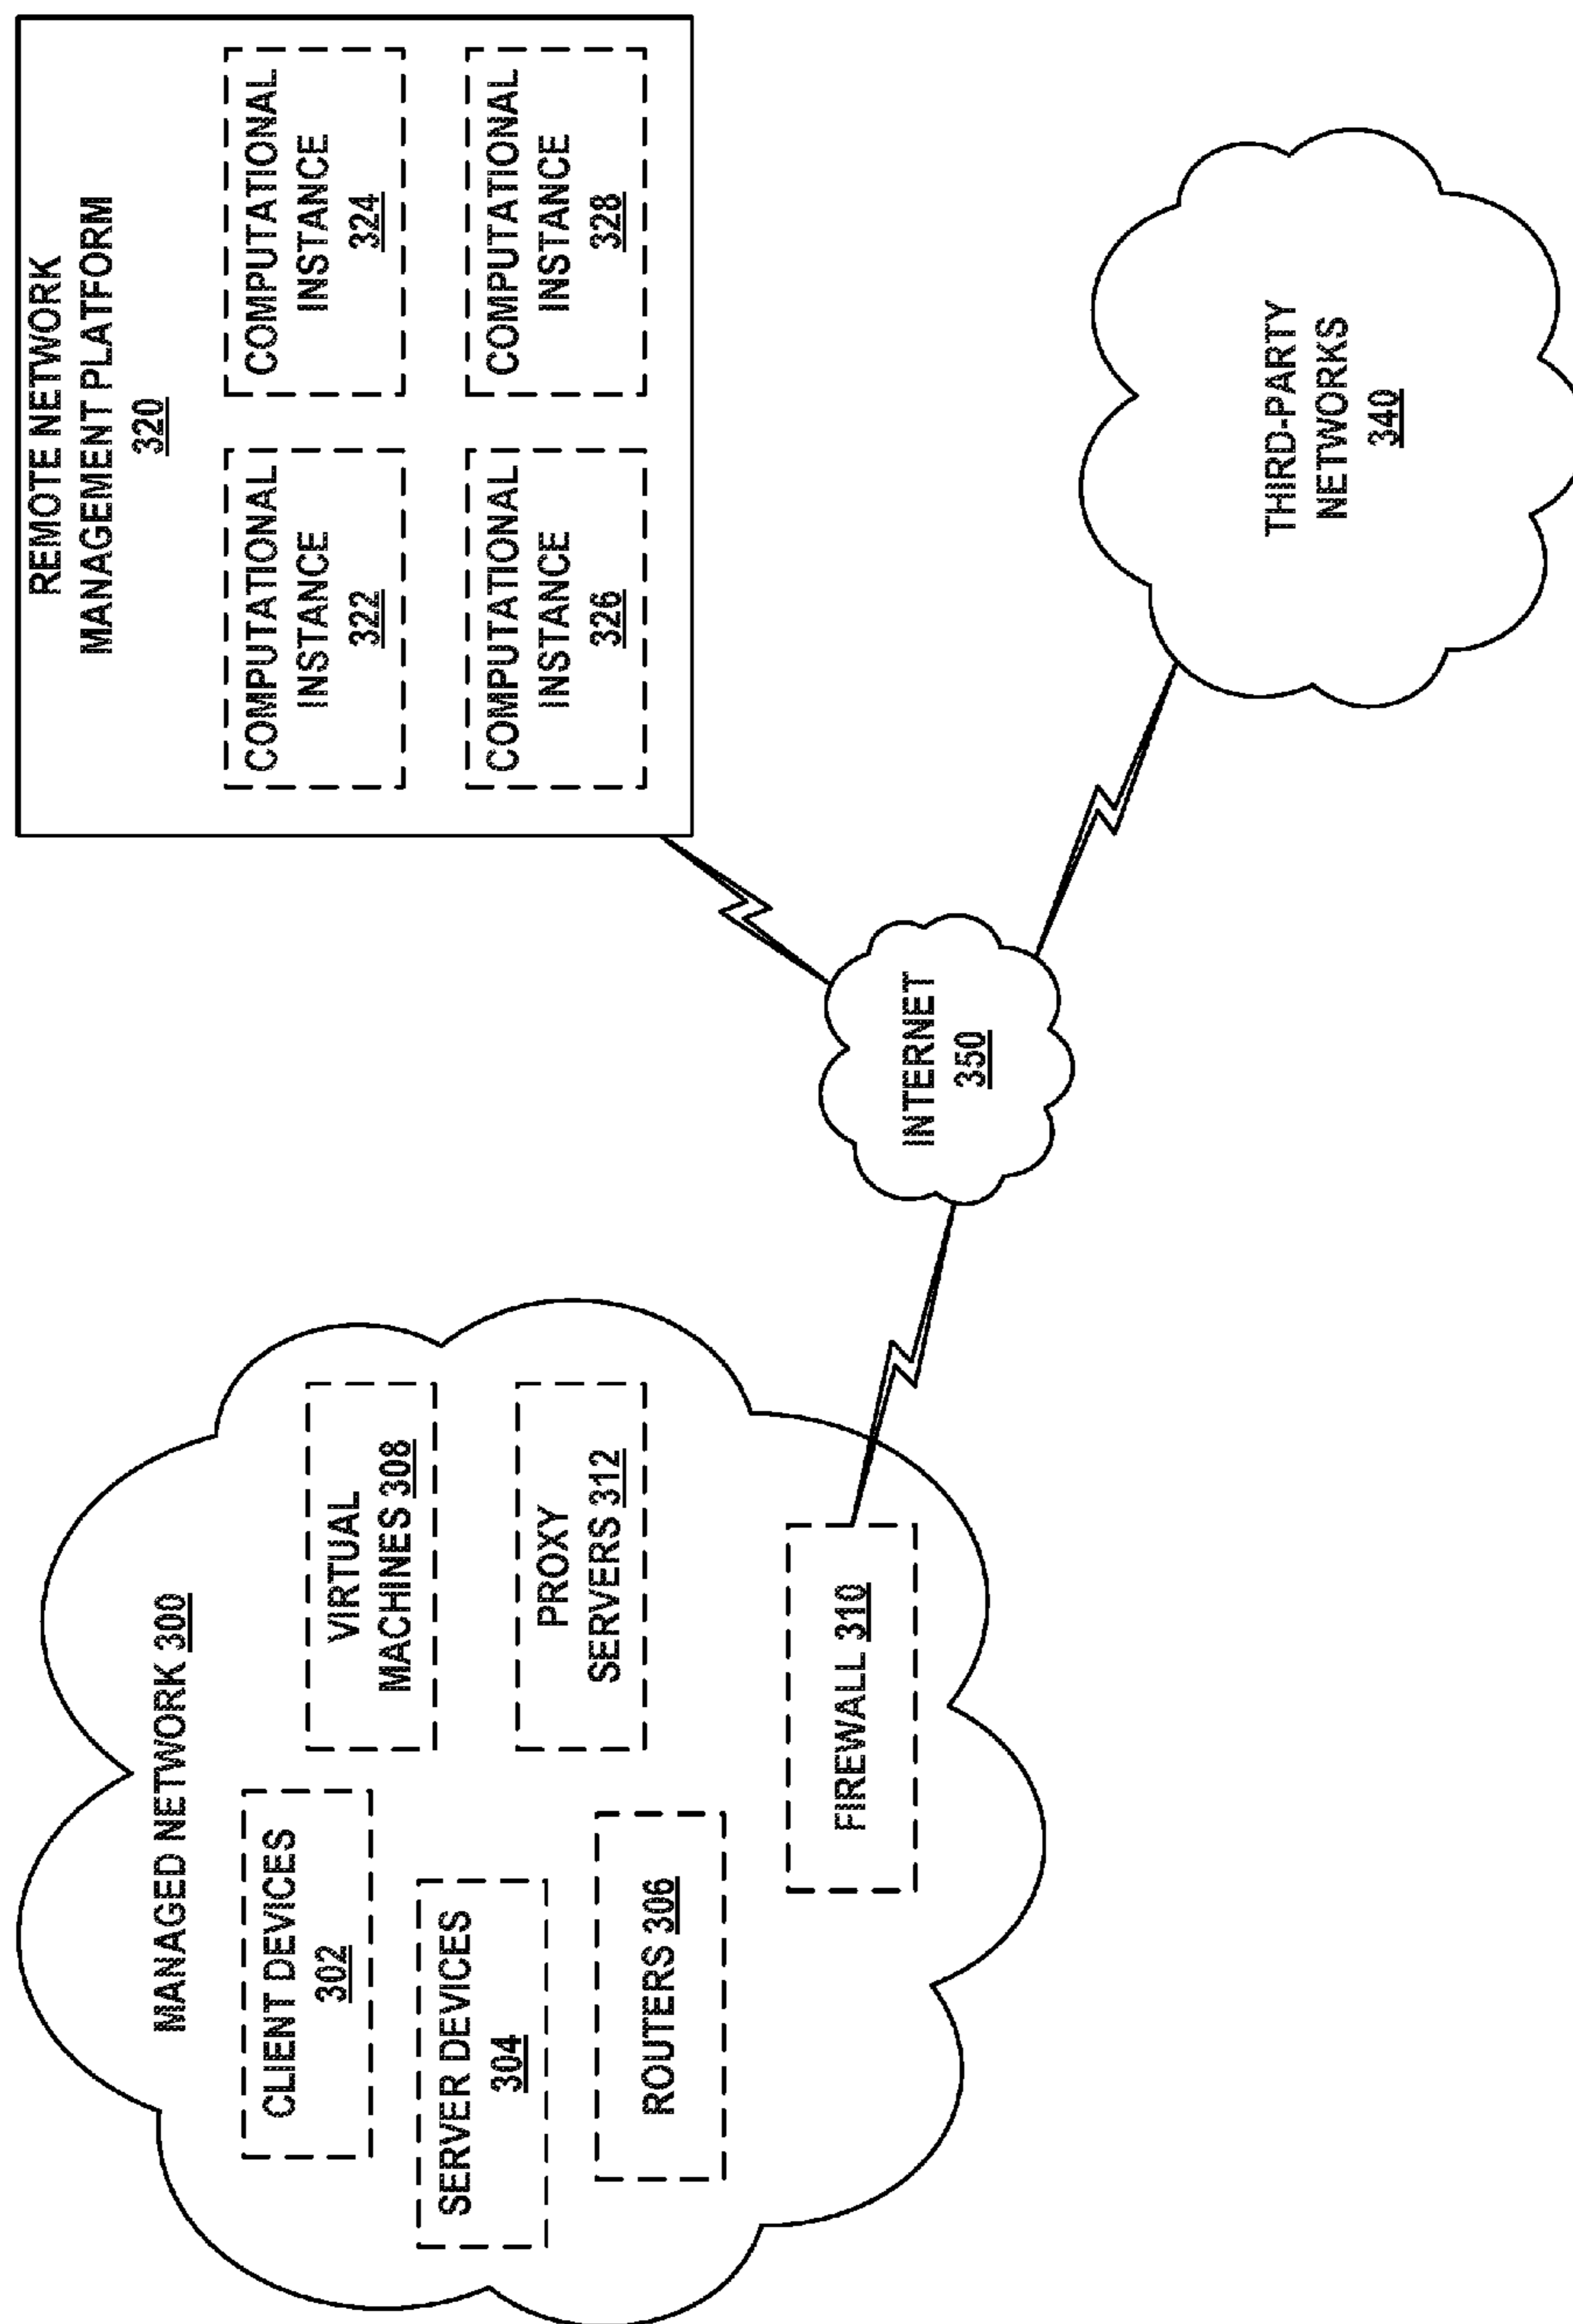 MANAGED NETWORK 300
CLIENT DEVICES
302
SERVER DEVICES
304
ROUTERS 306
VIRTUAL
MACHINES 308
PROXY
SERVERS 312
FIREWALL 310
INTERNET
350
REMOTE NETWORK
MANAGEMENT PLATFORM
320
COMPUTATIONAL
INSTANCE
322
COMPUTATIONAL
INSTANCE
324
COMPUTATIONAL
INSTANCE
326
COMPUTATIONAL
INSTANCE
328
THIRD-PARTY
NETWORKS
340